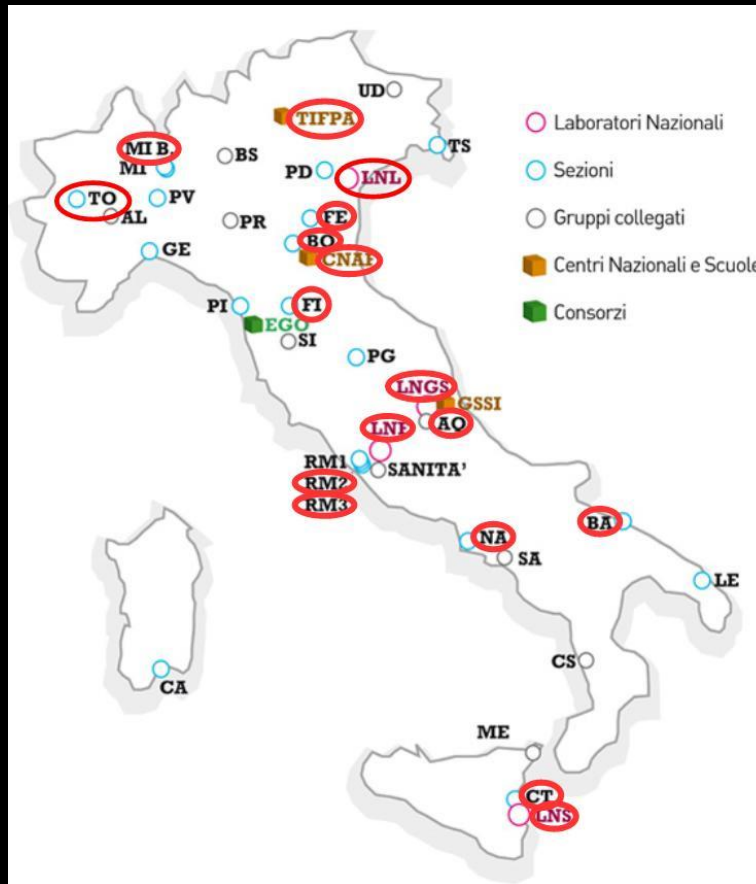 UD
TIFPA
MI B.
MI
BS
TS
PD
LNL
TO
AL
PV
PR
FE
BO
CNAF
GE
PI
FI
EGO
SI
PG
LNGS
GSSI
AQ
LNF
RM1
SANITA'
RM2
RM3
NA
SA
BA
LE
CS
CA
ME
CT
LNS
Laboratori Nazionali
Sezioni
Gruppi collegati
Centri Nazionali e Scuole
Consorzi